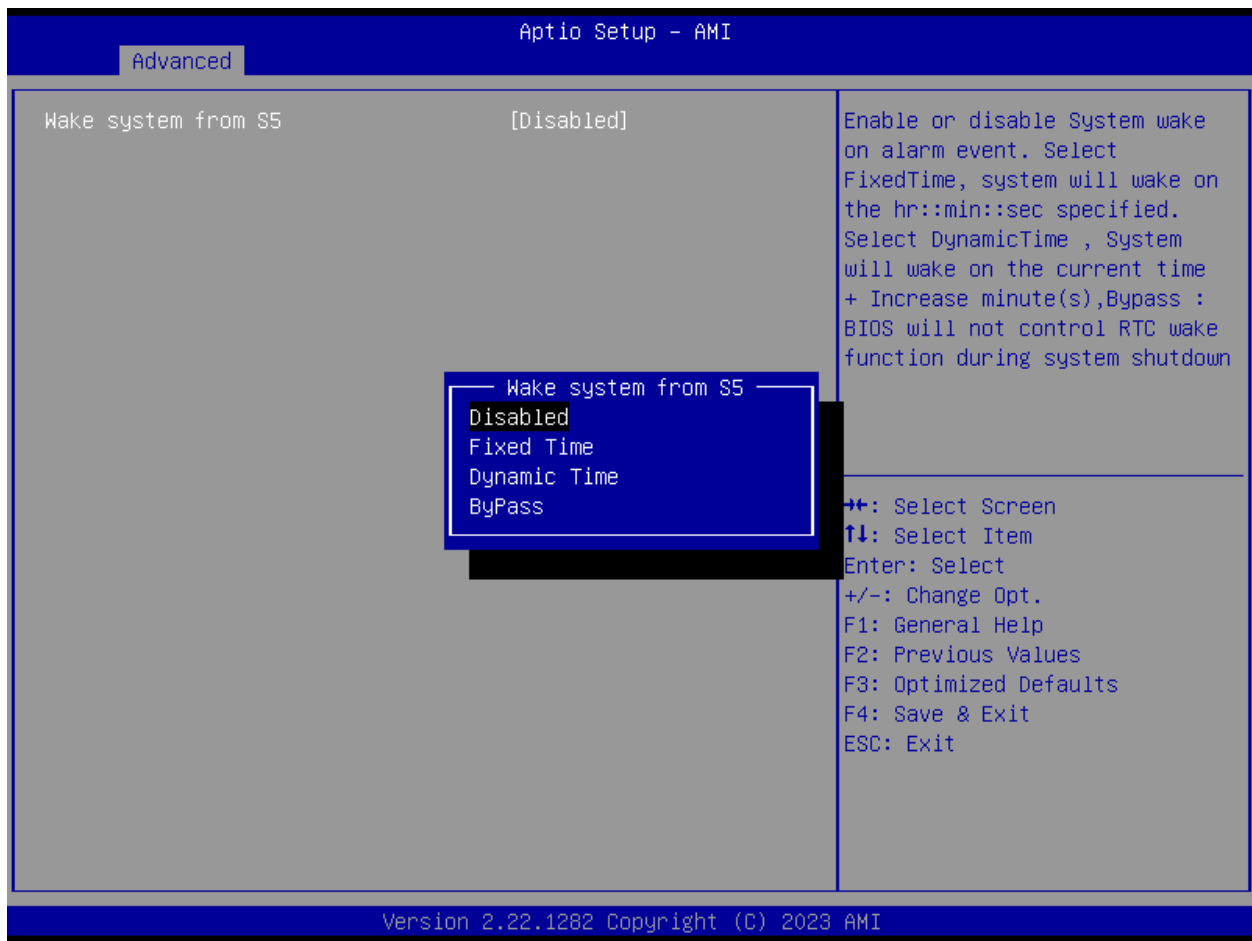 Aptio Setup – AMI
Advanced
Wake system from S5 [Disabled]
Enable or disable System wake
on alarm event. Select
FixedTime, system will wake on
the hr::min::sec specified.
Select DynamicTime , System
will wake on the current time
+ Increase minute(s),Bypass :
BIOS will not control RTC wake
function during system shutdown
Wake system from S5
Disabled
Fixed Time
Dynamic Time
ByPass
→←: Select Screen
↑↓: Select Item
Enter: Select
+/-: Change Opt.
F1: General Help
F2: Previous Values
F3: Optimized Defaults
F4: Save & Exit
ESC: Exit
Version 2.22.1282 Copyright (C) 2023 AMI